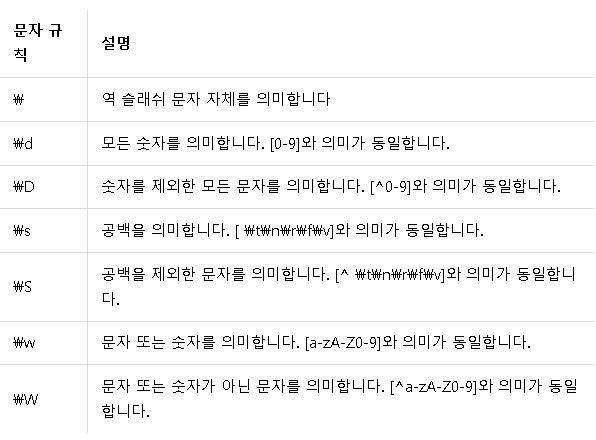 문자 규
칙
설명
₩
역 슬래쉬 문자 자체를 의미합니다
₩d
모든 숫자를 의미합니다. [0-9]와 의미가 동일합니다.
₩D
숫자를 제외한 모든 문자를 의미합니다. [^0-9]와 의미가 동일합니다.
₩s
공백을 의미합니다. [ ₩t₩n₩r₩f₩v]와 의미가 동일합니다.
₩S
공백을 제외한 문자를 의미합니다. [^ ₩t₩n₩r₩f₩v]와 의미가 동일합니
다.
₩w
문자 또는 숫자를 의미합니다. [a-zA-Z0-9]와 의미가 동일합니다.
₩W
문자 또는 숫자가 아닌 문자를 의미합니다. [^a-zA-Z0-9]와 의미가 동일
합니다.